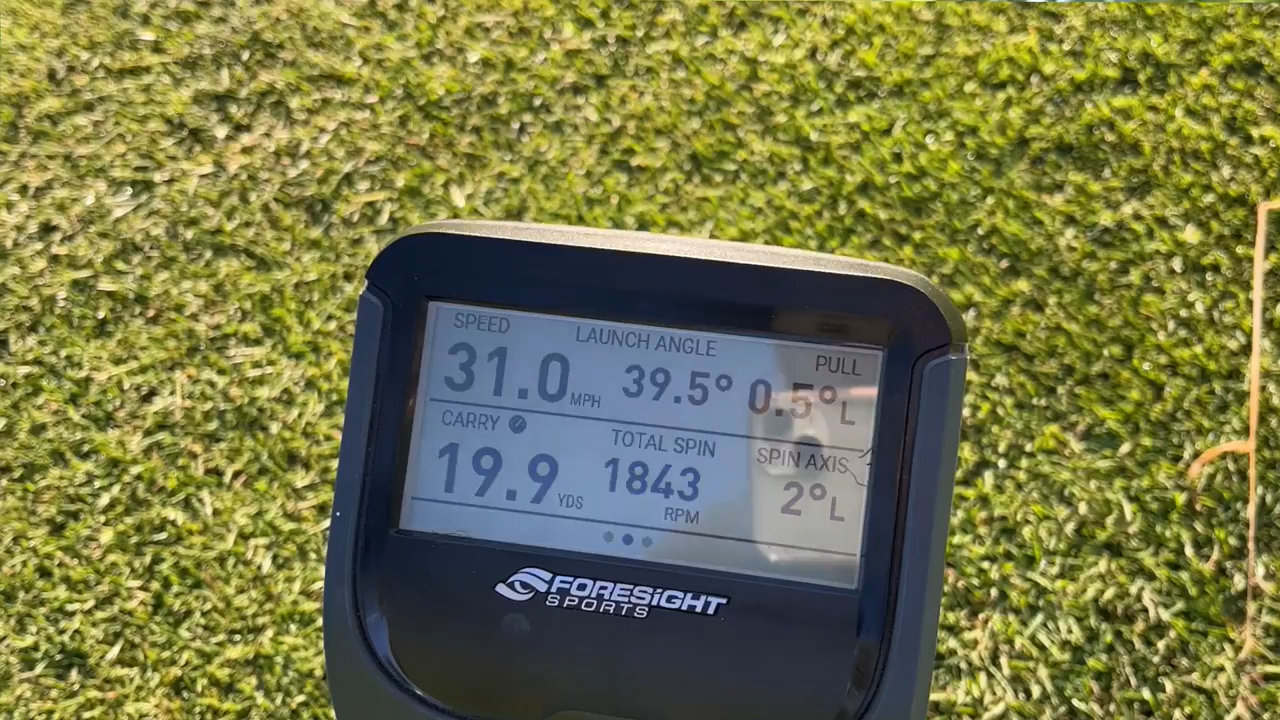 SPEED LAUNCH ANGLE PULL
31.0 MPH 39.5° 0.5° L
CARRY TOTAL SPIN SPIN AXIS
19.9 YDS 1843 RPM 2° L
FORESIGHT
SPORTS